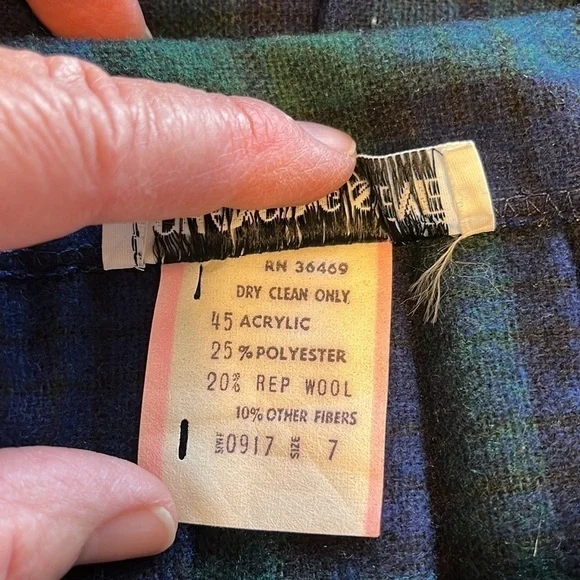 RN 36469
DRY CLEAN ONLY
45 ACRYLIC
25% POLYESTER
20% REP WOOL
10% OTHER FIBERS
STYLE 0917 SIZE 7